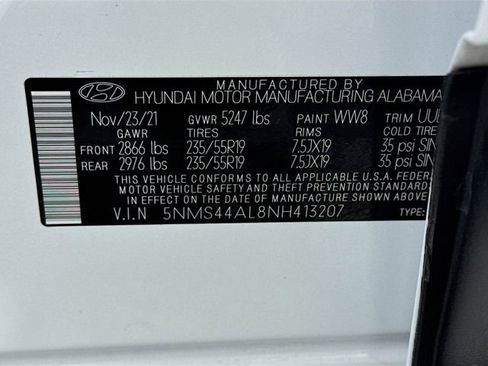 MANUFACTURED BY
HYUNDAI MOTOR MANUFACTURING ALABAMA
Nov/23/21 GVWR 5247 lbs PAINT WW8 TRIM UUE
GAWR TIRES RIMS COLD TIRE
FRONT 2866 lbs 235/55R19 7.5JX19 35 psi SIN
REAR 2976 lbs 235/55R19 7.5JX19 35 psi SIN
THIS VEHICLE CONFORMS TO ALL APPLICABLE U.S.A. FEDER
MOTOR VEHICLE SAFETY AND THEFT PREVENTION STANDARDS
IN EFFECT ON THE DATE OF MANUFACTURE SHOWN ABOVE
V.I.N 5NMS44AL8NH413207 TYPE: